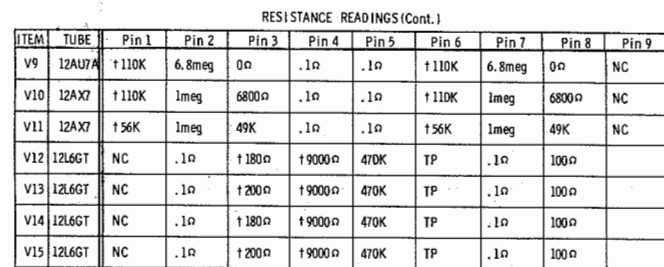 RESISTANCE READINGS(Cont.)
ITEM TUBE Pin 1 Pin 2 Pin 3 Pin 4 Pin 5 Pin 6 Pin 7 Pin 8 Pin 9
V9 12AU7A †110K 6.8meg 0Ω .1Ω .1Ω †110K 6.8meg 0Ω NC
V10 12AX7 †110K 1meg 6800Ω .1Ω .1Ω †110K 1meg 6800Ω NC
V11 12AX7 †56K 1meg 49K .1Ω .1Ω †56K 1meg 49K NC
V12 12L6GT NC .1Ω †180Ω †9000Ω 470K TP .1Ω 100Ω
V13 12L6GT NC .1Ω †200Ω †9000Ω 470K TP .1Ω 100Ω
V14 12L6GT NC .1Ω †180Ω †9000Ω 470K TP .1Ω 100Ω
V15 12L6GT NC .1Ω †200Ω †9000Ω 470K TP .1Ω 100Ω